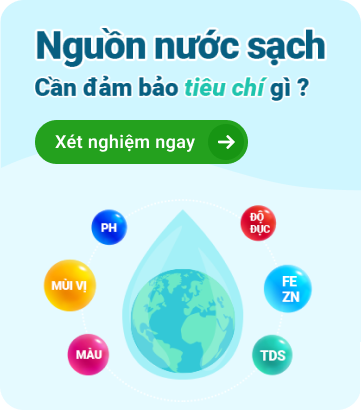 Nguồn nước sạch
Cần đảm bảo tiêu chí gì ?
Xét nghiệm ngay
PH
ĐỘ
ĐỤC
MÙI VỊ
FE
ZN
MÀU
TDS